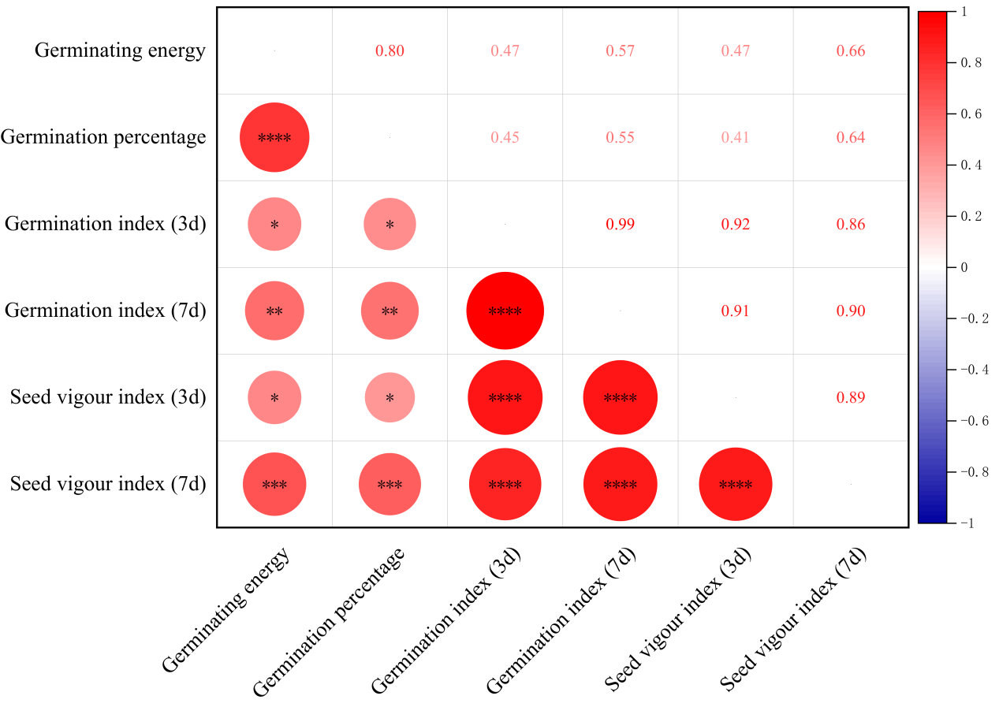 Germinating energy 0.80 0.47 0.57 0.47 0.66
Germination percentage **** 0.45 0.55 0.41 0.64
Germination index (3d) * * 0.99 0.92 0.86
Germination index (7d) ** ** **** 0.91 0.90
Seed vigour index (3d) * * **** **** 0.89
Seed vigour index (7d) *** *** **** **** ****
Germinating energy
Germination percentage
Germination index (3d)
Germination index (7d)
Seed vigour index (3d)
Seed vigour index (7d)
1
0.8
0.6
0.4
0.2
0
-0.2
-0.4
-0.6
-0.8
-1